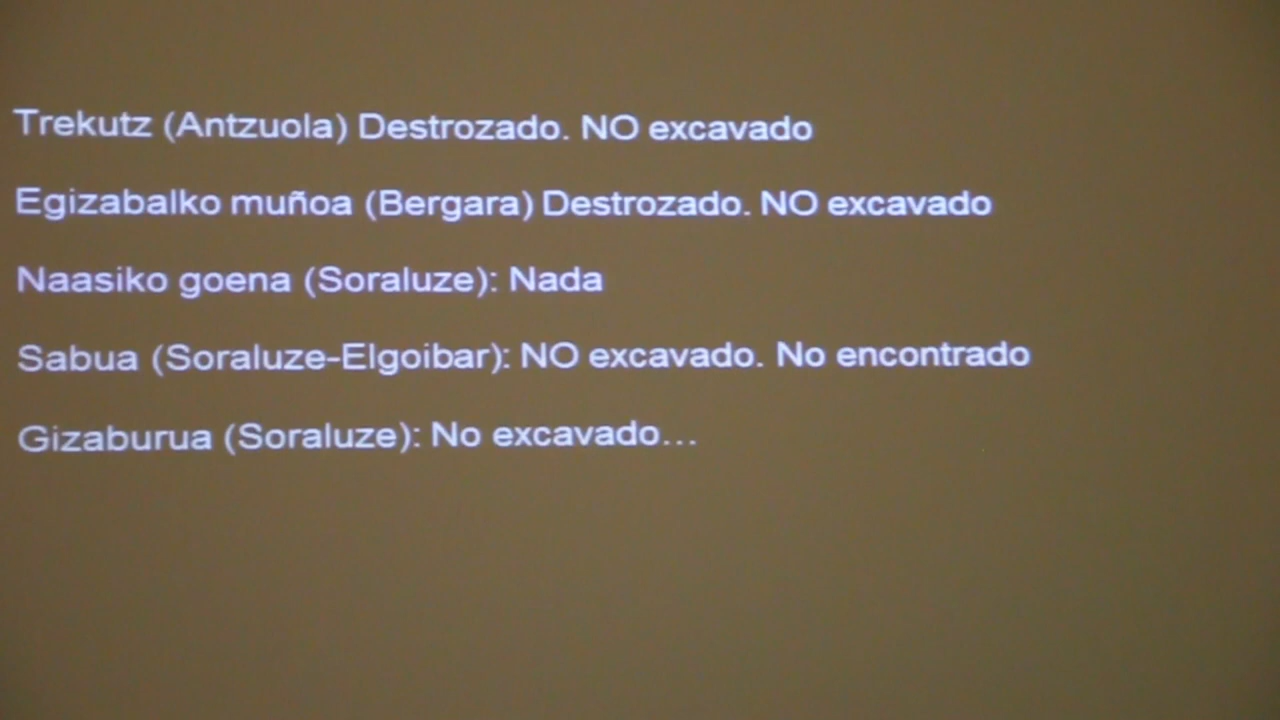 Trekutz (Antzuola) Destrozado. NO excavado
Egizabalko muñoa (Bergara) Destrozado. NO excavado
Naasiko goena (Soraluze): Nada
Sabua (Soraluze-Elgoibar): NO excavado. No encontrado
Gizaburua (Soraluze): No excavado...